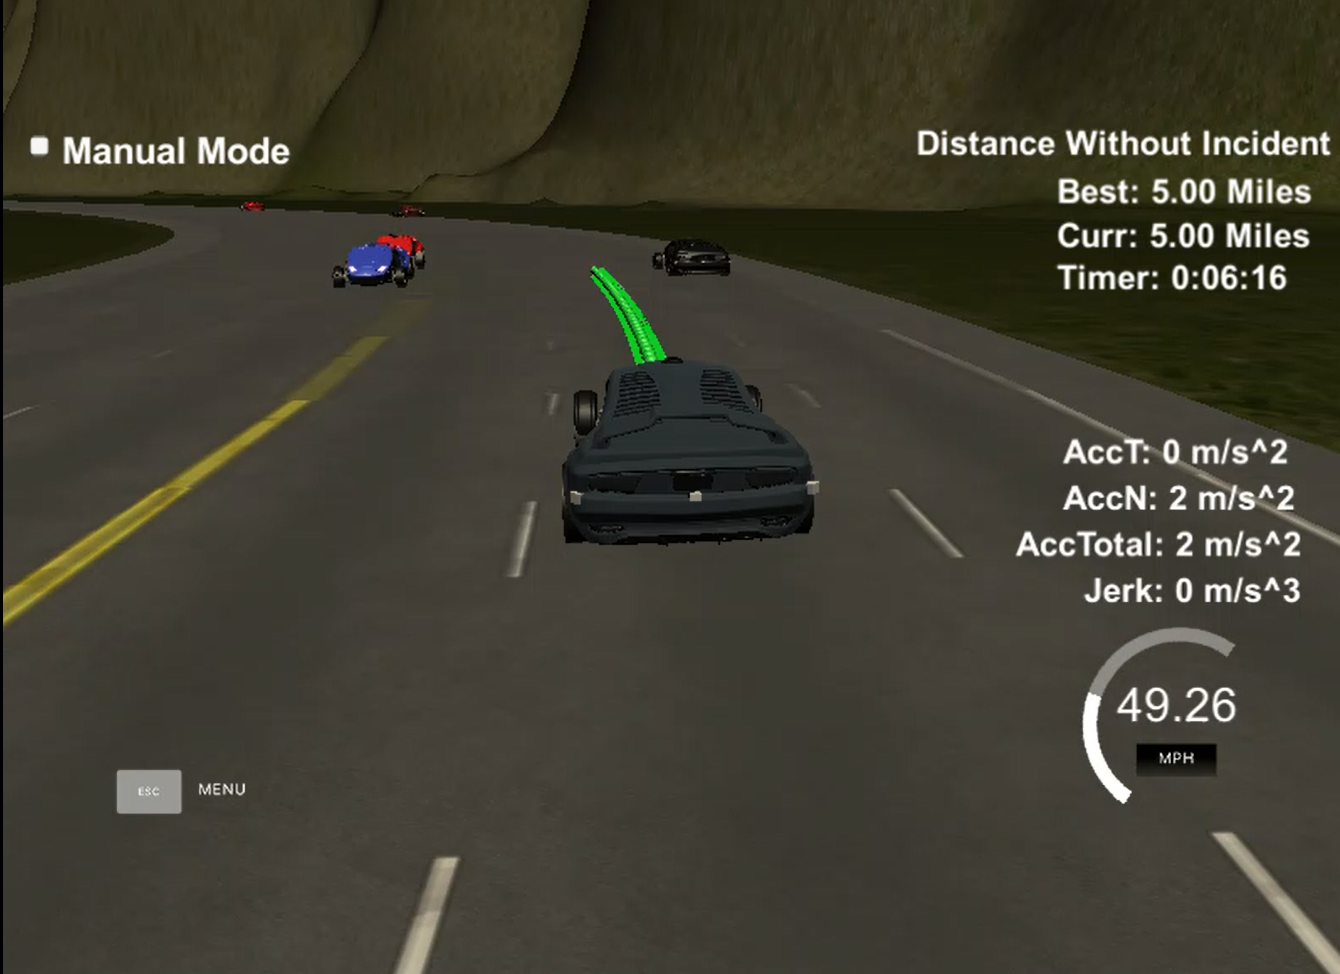 Manual Mode
Distance Without Incident
Best: 5.00 Miles
Curr: 5.00 Miles
Timer: 0:06:16
AccT: 0 m/s^2
AccN: 2 m/s^2
AccTotal: 2 m/s^2
Jerk: 0 m/s^3
49.26
MPH
ESC MENU